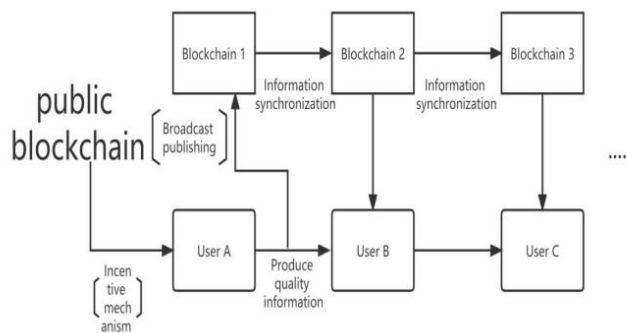 Blockchain 1
Blockchain 2
Blockchain 3
Information
synchronization
Information
synchronization
public
blockchain
Broadcast
publishing
....
User A
User B
User C
Produce
quality
information
Incen
tive
mech
anism